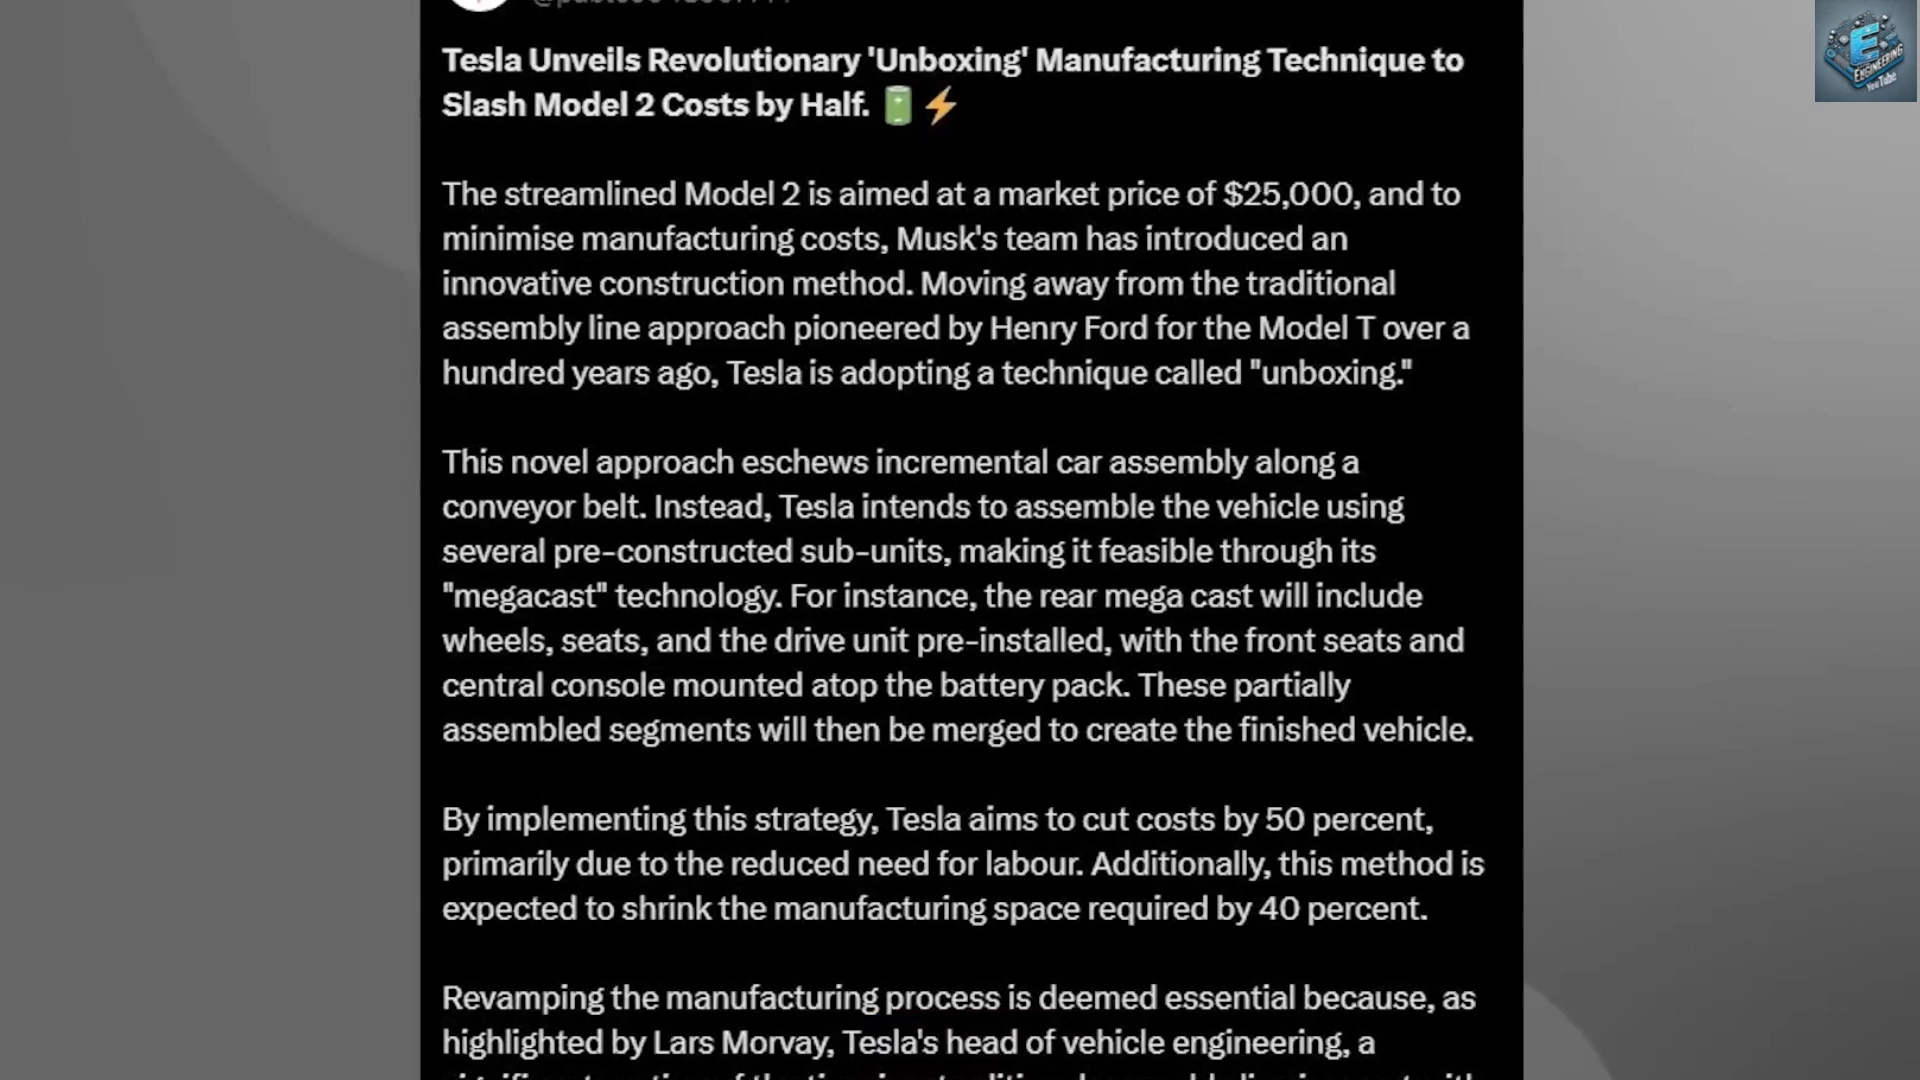 Tesla Unveils Revolutionary 'Unboxing' Manufacturing Technique to
Slash Model 2 Costs by Half. 🔋⚡
The streamlined Model 2 is aimed at a market price of $25,000, and to
minimise manufacturing costs, Musk's team has introduced an
innovative construction method. Moving away from the traditional
assembly line approach pioneered by Henry Ford for the Model T over a
hundred years ago, Tesla is adopting a technique called "unboxing."
This novel approach eschews incremental car assembly along a
conveyor belt. Instead, Tesla intends to assemble the vehicle using
several pre-constructed sub-units, making it feasible through its
"megacast" technology. For instance, the rear mega cast will include
wheels, seats, and the drive unit pre-installed, with the front seats and
central console mounted atop the battery pack. These partially
assembled segments will then be merged to create the finished vehicle.
By implementing this strategy, Tesla aims to cut costs by 50 percent,
primarily due to the reduced need for labour. Additionally, this method is
expected to shrink the manufacturing space required by 40 percent.
Revamping the manufacturing process is deemed essential because, as
highlighted by Lars Morvay, Tesla's head of vehicle engineering, a
E
ENGINEERING
YouTube